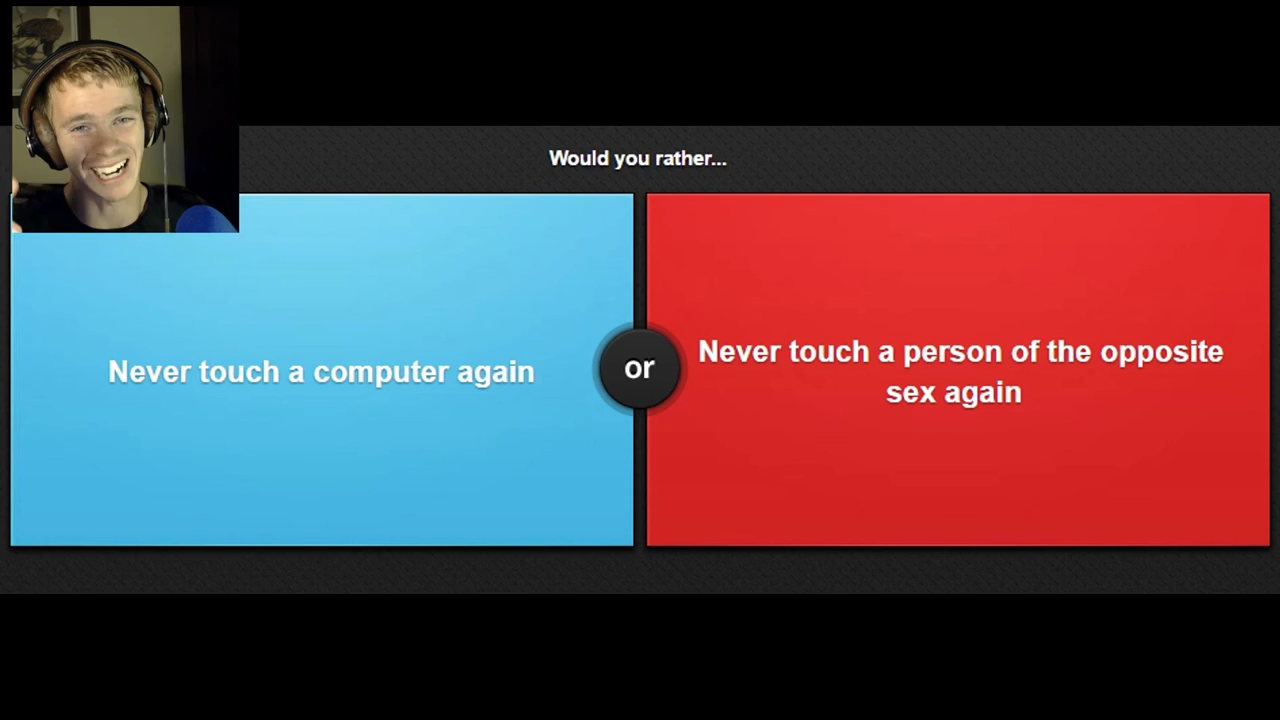 Would you rather...
Never touch a computer again
or
Never touch a person of the opposite
sex again